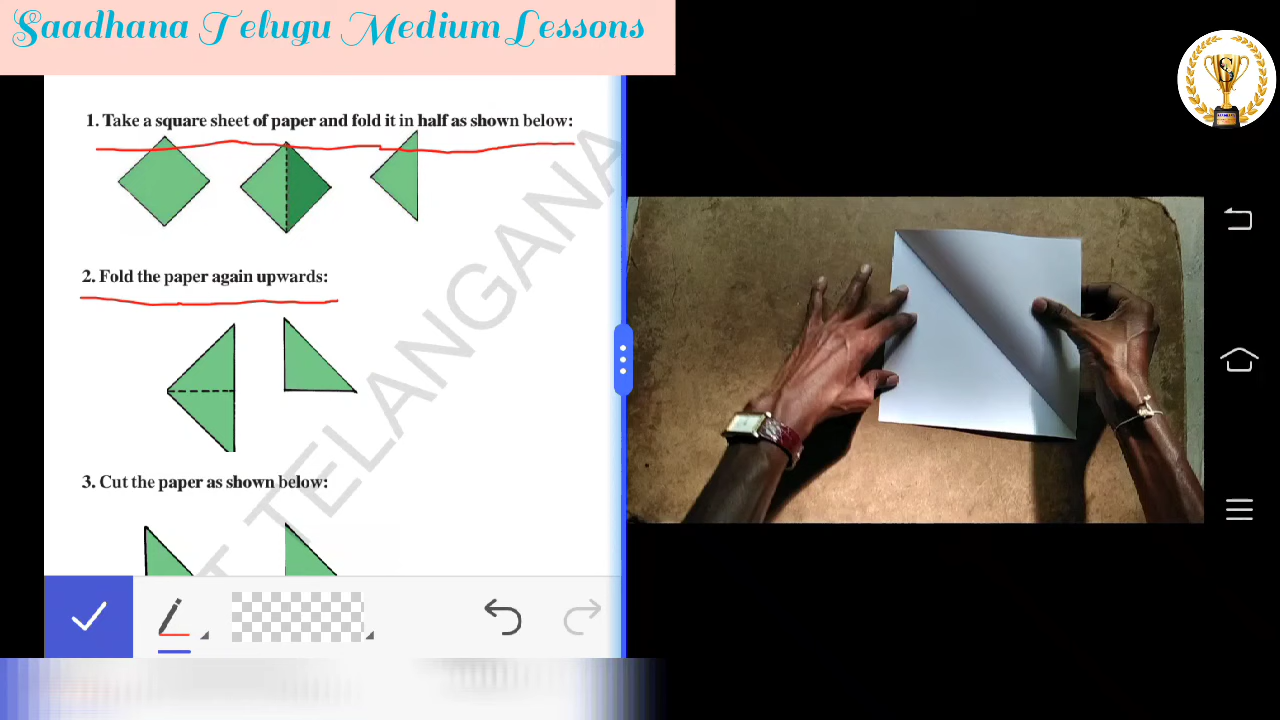 Saadhana Telugu Medium Lessons
1. Take a square sheet of paper and fold it in half as shown below:
2. Fold the paper again upwards:
3. Cut the paper as shown below:
T TELANGANA
S